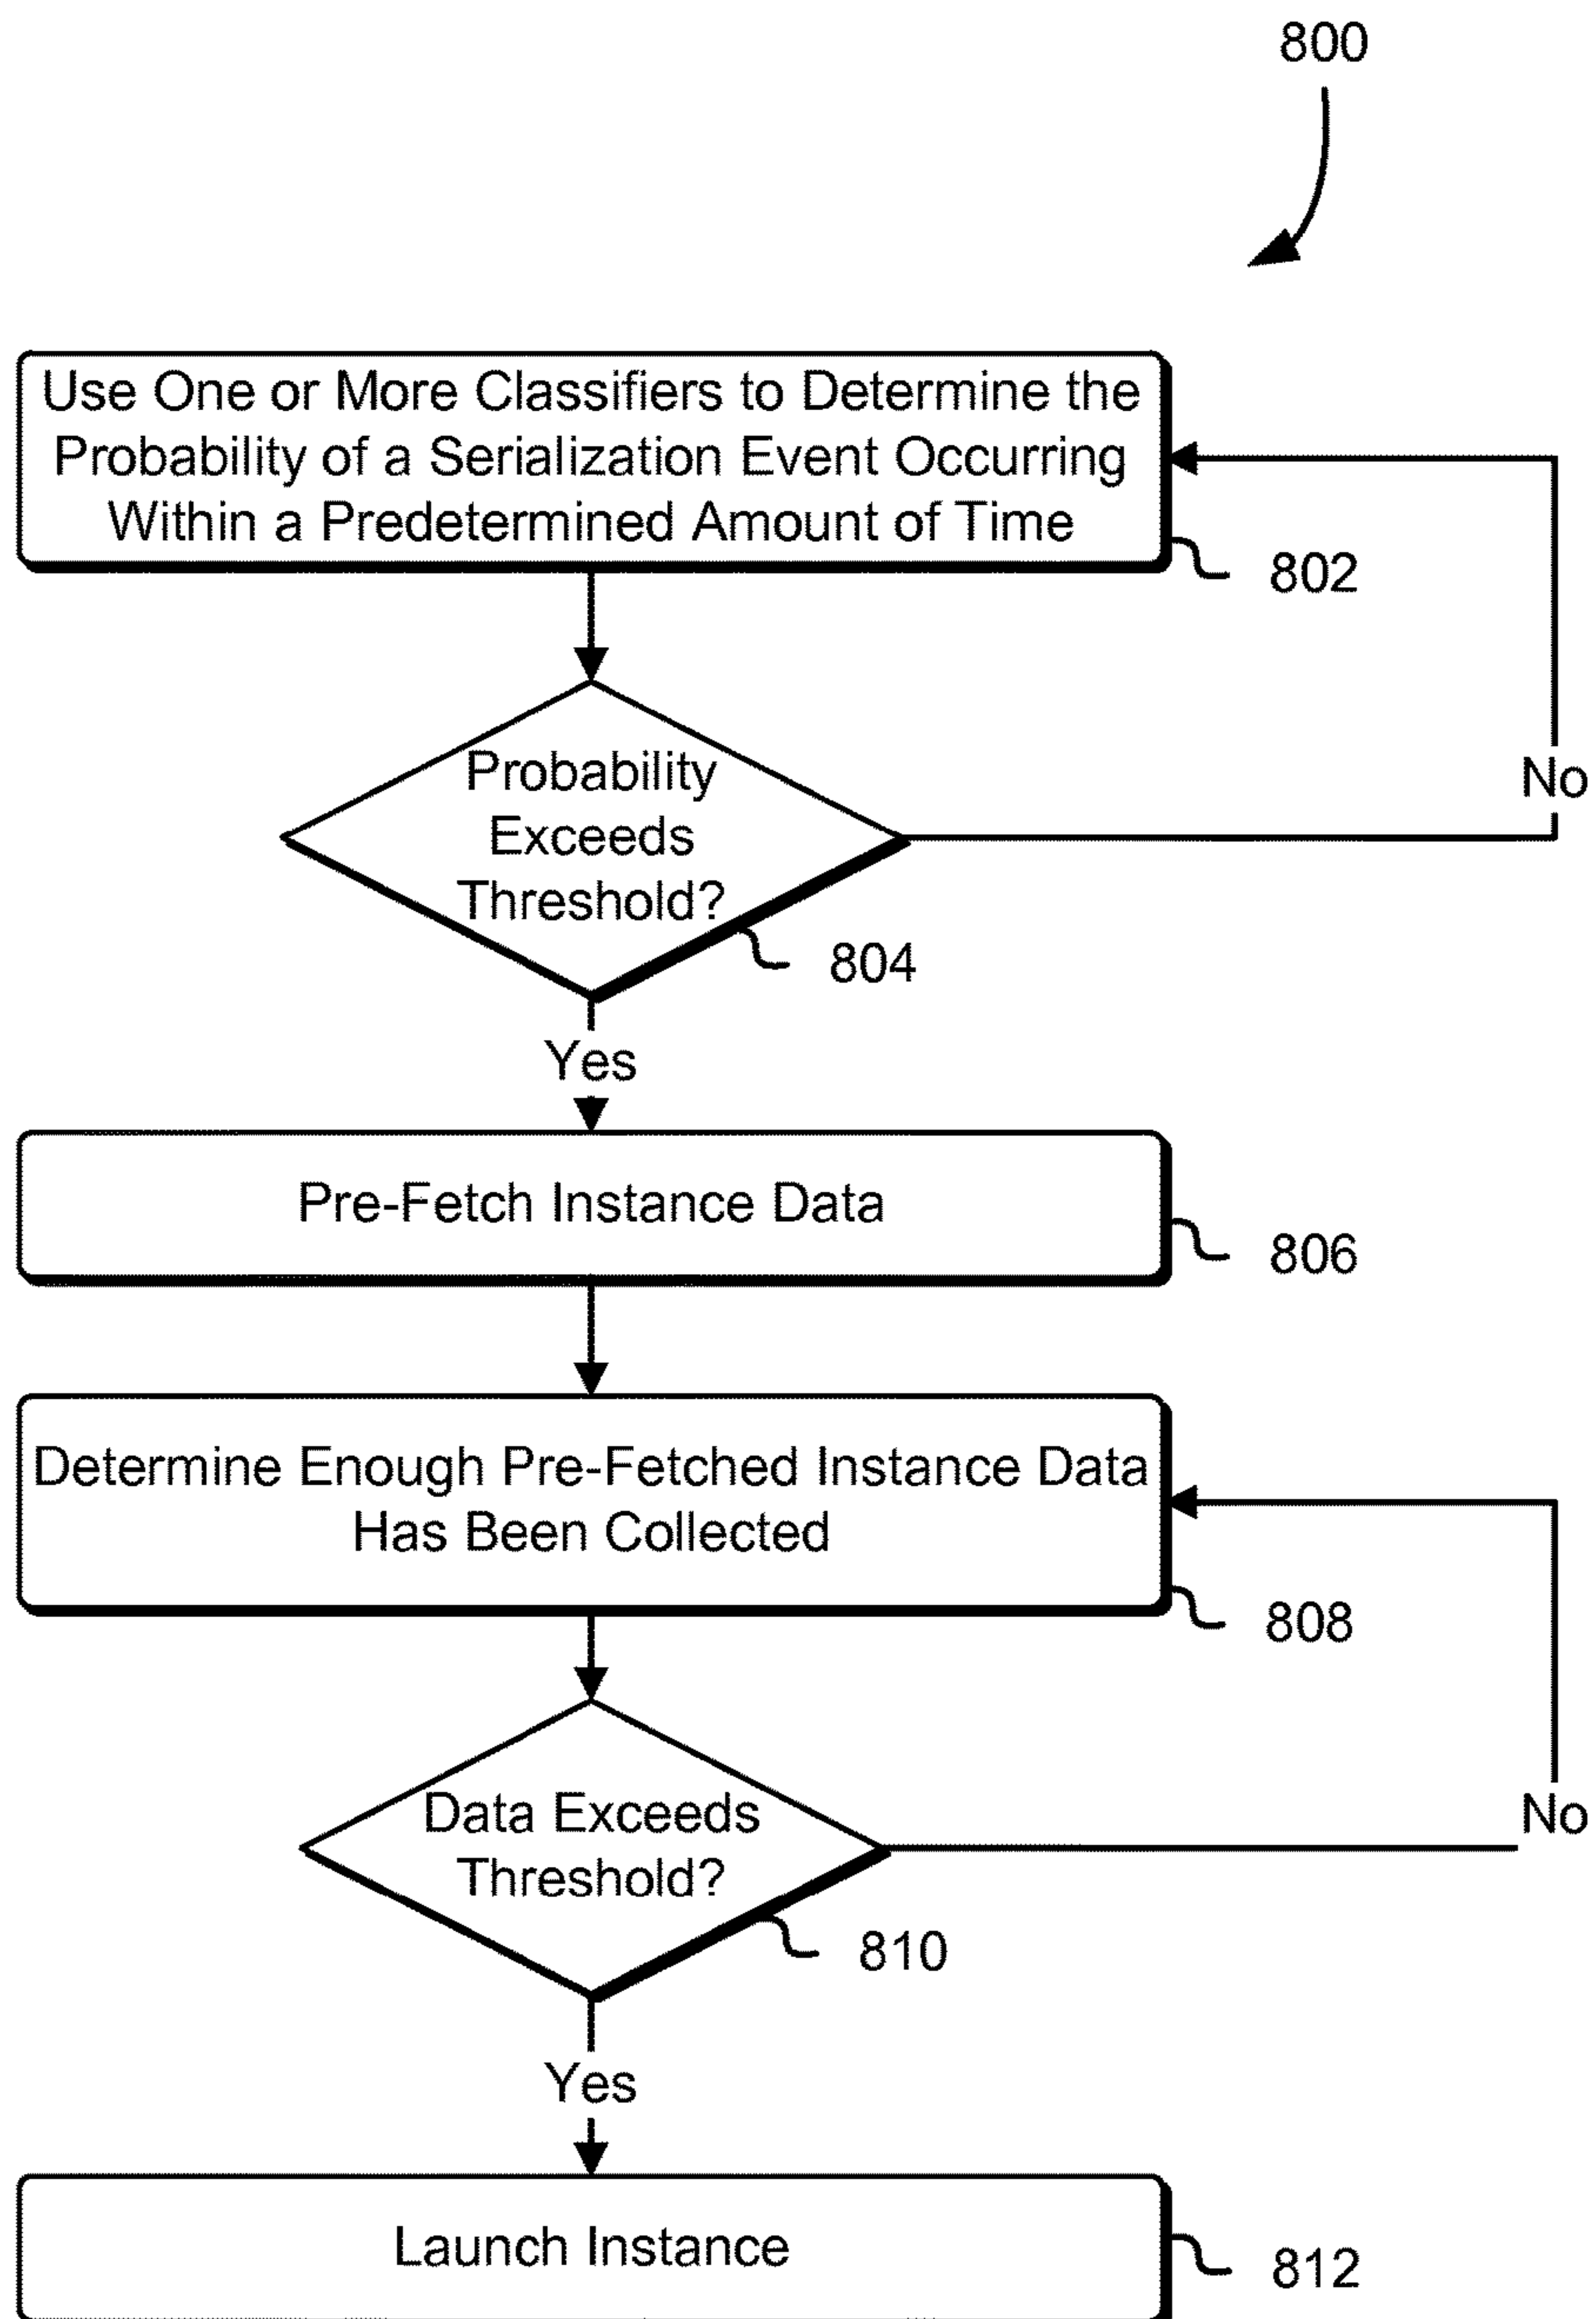 800
Use One or More Classifiers to Determine the
Probability of a Serialization Event Occurring
Within a Predetermined Amount of Time
802
Probability
Exceeds
Threshold?
No
804
Yes
Pre-Fetch Instance Data
806
Determine Enough Pre-Fetched Instance Data
Has Been Collected
808
Data Exceeds
Threshold?
No
810
Yes
Launch Instance
812